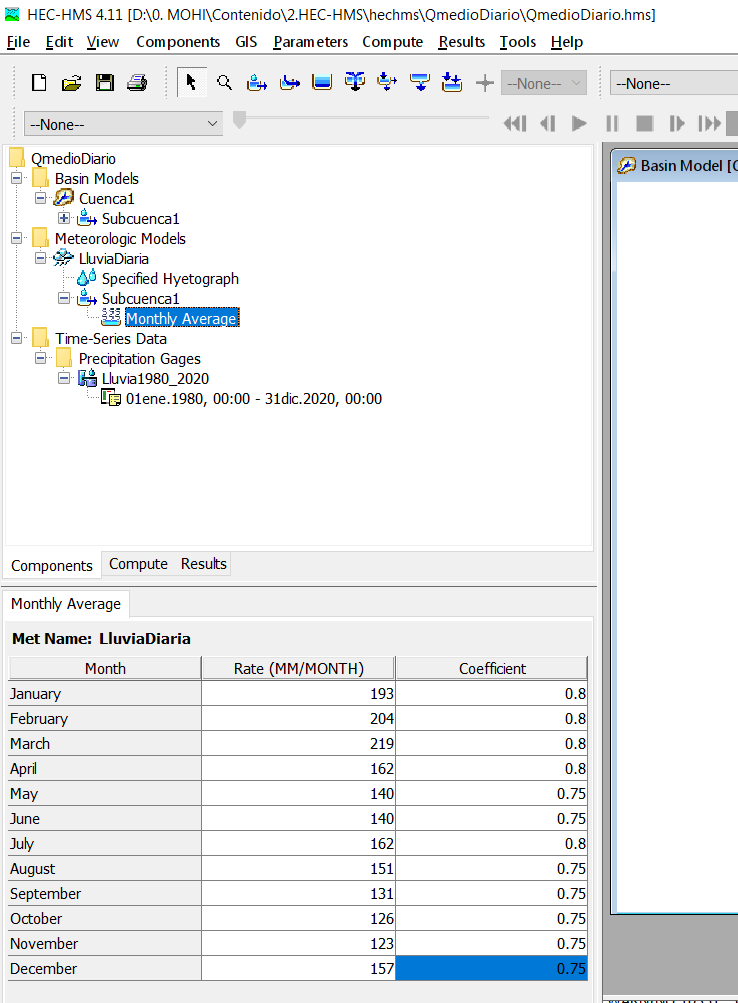 HEC-HMS 4.11 [D:\0. MOHI\Contenido\2.HEC-HMS\hechms\QmedioDiario\QmedioDiario.hms]
File Edit View Components GIS Parameters Compute Results Tools Help
--None-- --None--
--None--
QmedioDiario
Basin Models
Cuenca1
Subcuenca1
Meteorologic Models
LluviaDiaria
Specified Hyetograph
Subcuenca1
Monthly Average
Time-Series Data
Precipitation Gages
Lluvia1980_2020
01ene.1980, 00:00 - 31dic.2020, 00:00
Basin Model [
Components Compute Results
Monthly Average
Met Name: LluviaDiaria
Month Rate (MM/MONTH) Coefficient
January 193 0.8
February 204 0.8
March 219 0.8
April 162 0.8
May 140 0.75
June 140 0.75
July 162 0.8
August 151 0.75
September 131 0.75
October 126 0.75
November 123 0.75
December 157 0.75